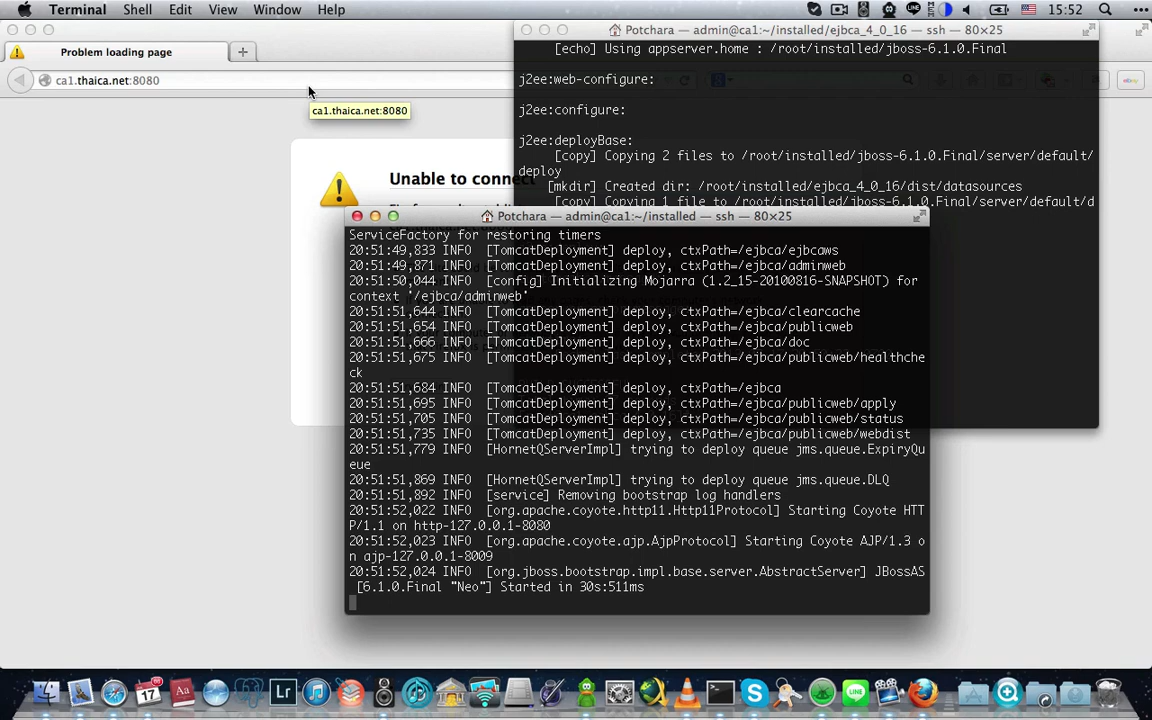 Terminal Shell Edit View Window Help
15:52
Problem loading page
ca1.thaica.net:8080
ca1.thaica.net:8080
Unable to connect
Potchara — admin@ca1:~/installed/ejbca_4_0_16 — ssh — 80×25
[echo] Using appserver.home : /root/installed/jboss-6.1.0.Final
j2ee:web-configure:
j2ee:configure:
j2ee:deployBase:
[copy] Copying 2 files to /root/installed/jboss-6.1.0.Final/server/default/
deploy
[mkdir] Created dir: /root/installed/ejbca_4_0_16/dist/datasources
[copy] Copying 1 file to /root/installed/jboss-6.1.0.Final/server/default/d
Potchara — admin@ca1:~/installed — ssh — 80×25
ServiceFactory for restoring timers
20:51:49,833 INFO [TomcatDeployment] deploy, ctxPath=/ejbca/ejbcaws
20:51:49,871 INFO [TomcatDeployment] deploy, ctxPath=/ejbca/adminweb
20:51:50,044 INFO [config] Initializing Mojarra (1.2_15-20100816-SNAPSHOT) for
context '/ejbca/adminweb'
20:51:51,644 INFO [TomcatDeployment] deploy, ctxPath=/ejbca/clearcache
20:51:51,654 INFO [TomcatDeployment] deploy, ctxPath=/ejbca/publicweb
20:51:51,666 INFO [TomcatDeployment] deploy, ctxPath=/ejbca/doc
20:51:51,675 INFO [TomcatDeployment] deploy, ctxPath=/ejbca/publicweb/healthche
ck
20:51:51,684 INFO [TomcatDeployment] deploy, ctxPath=/ejbca
20:51:51,695 INFO [TomcatDeployment] deploy, ctxPath=/ejbca/publicweb/apply
20:51:51,705 INFO [TomcatDeployment] deploy, ctxPath=/ejbca/publicweb/status
20:51:51,735 INFO [TomcatDeployment] deploy, ctxPath=/ejbca/publicweb/webdist
20:51:51,779 INFO [HornetQServerImpl] trying to deploy queue jms.queue.ExpiryQu
eue
20:51:51,869 INFO [HornetQServerImpl] trying to deploy queue jms.queue.DLQ
20:51:51,892 INFO [service] Removing bootstrap log handlers
20:51:52,022 INFO [org.apache.coyote.http11.Http11Protocol] Starting Coyote HTT
P/1.1 on http-127.0.0.1-8080
20:51:52,023 INFO [org.apache.coyote.ajp.AjpProtocol] Starting Coyote AJP/1.3 o
n ajp-127.0.0.1-8009
20:51:52,024 INFO [org.jboss.bootstrap.impl.base.server.AbstractServer] JBossAS
[6.1.0.Final "Neo"] Started in 30s:511ms